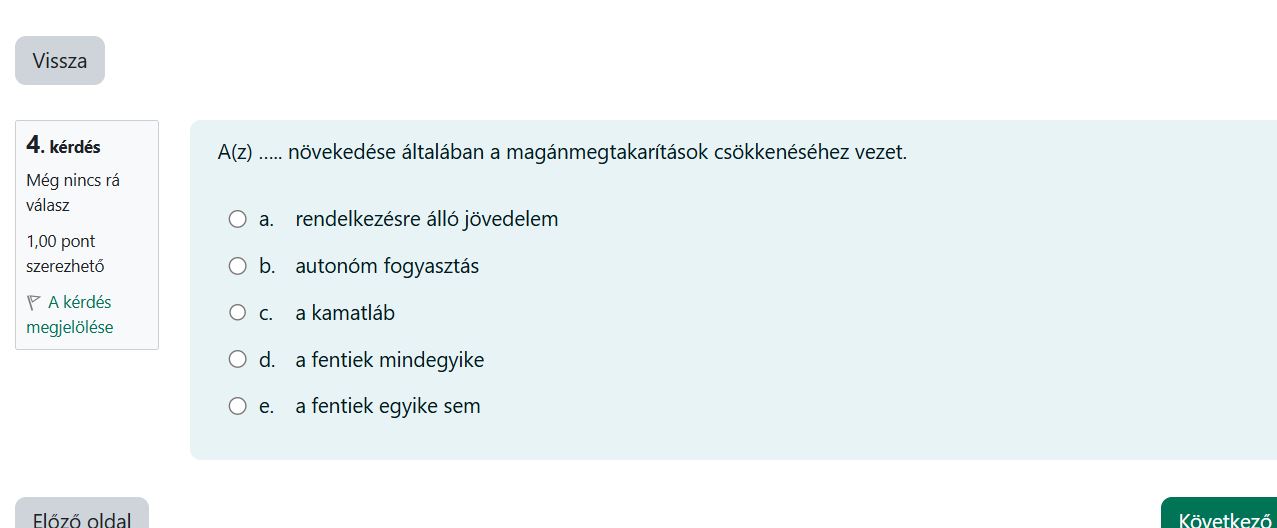 Vissza
4. kérdés
Még nincs rá
válasz
1,00 pont
szerezhető
A kérdés
megjelölése
A(z) ..... növekedése általában a magánmegtakarítások csökkenéséhez vezet.
a. rendelkezésre álló jövedelem
b. autonóm fogyasztás
c. a kamatláb
d. a fentiek mindegyike
e. a fentiek egyike sem
Előző oldal
Következő